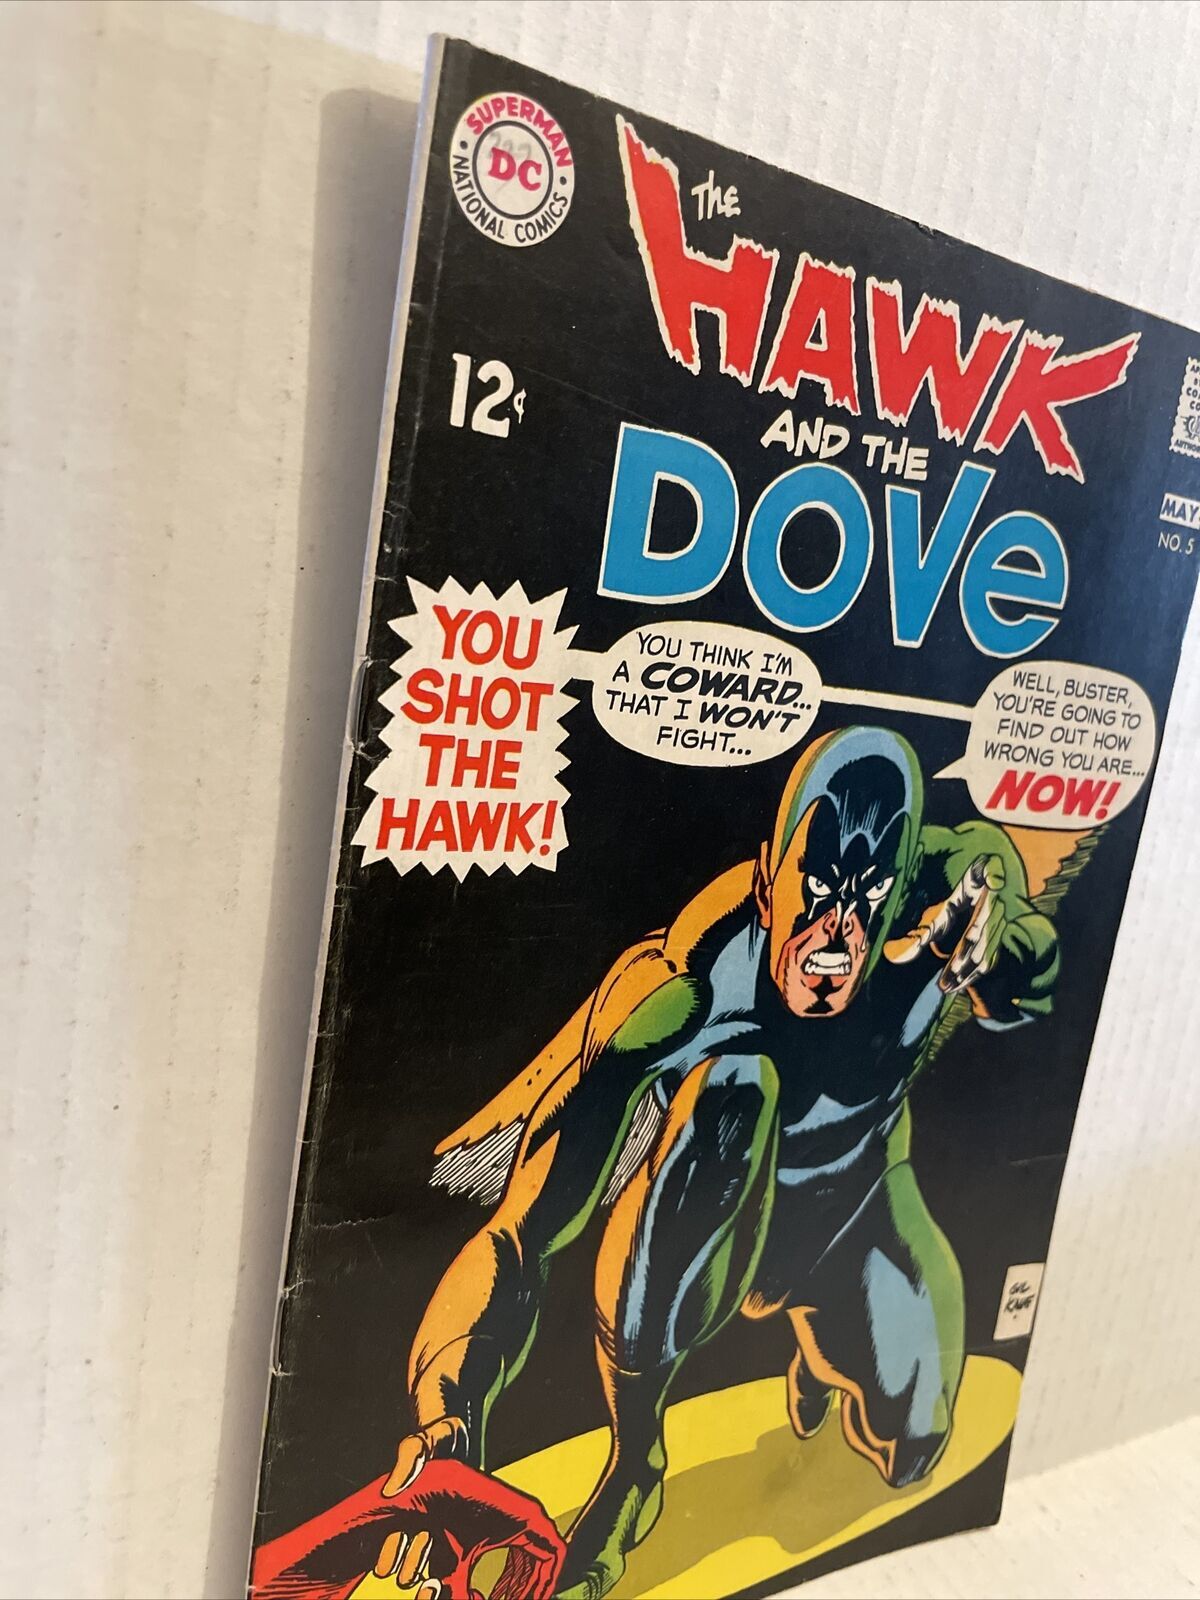 SUPERMAN
DC
NATIONAL COMICS
The
HAWK
AND THE
DOVe
12¢
MAY
NO. 5
YOU
SHOT
THE
HAWK!
YOU THINK I'M
A COWARD...
THAT I WON'T
FIGHT...
WELL, BUSTER,
YOU'RE GOING TO
FIND OUT HOW
WRONG YOU ARE...
NOW!
GIL
KANE